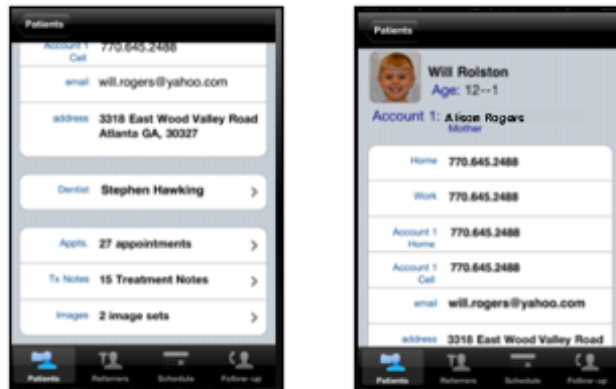 Patients
Account 1 Cell 770.645.2488
email will.rogers@yahoo.com
address 3318 East Wood Valley Road
Atlanta GA, 30327
Dentist Stephen Hawking
Appts. 27 appointments
Tx Notes 15 Treatment Notes
Images 2 image sets
Patients Referrers Schedule Follow-up
Patients
Will Rolston
Age: 12--1
Account 1: Alison Rogers
Mother
Home 770.645.2488
Work 770.645.2488
Account 1 Home 770.645.2488
Account 1 Cell 770.645.2488
email will.rogers@yahoo.com
address 3318 East Wood Valley Road
Patients Referrers Schedule Follow-up